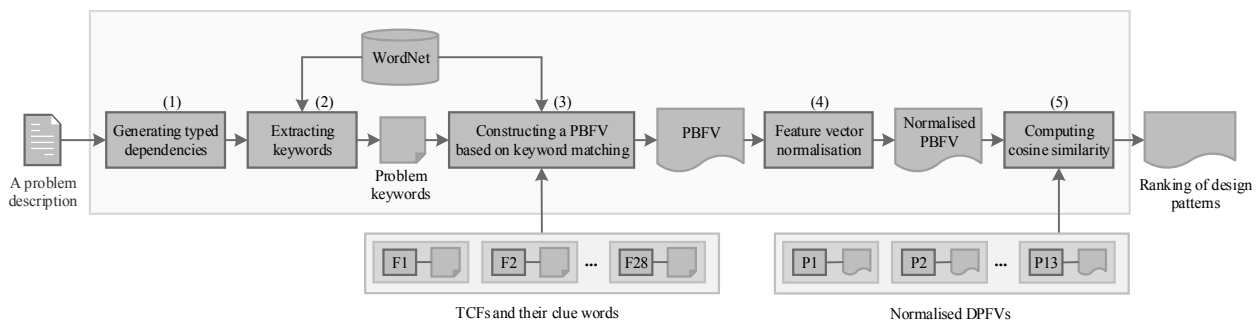 WordNet
(1)
(2)
(3)
(4)
(5)
Generating typed
dependencies
Extracting
keywords
Constructing a PBFV
based on keyword matching
PBFV
Feature vector
normalisation
Normalised
PBFV
Computing
cosine similarity
A problem
description
Problem
keywords
Ranking of design
patterns
F1
F2
...
F28
P1
P2
...
P13
TCFs and their clue words
Normalised DPFVs